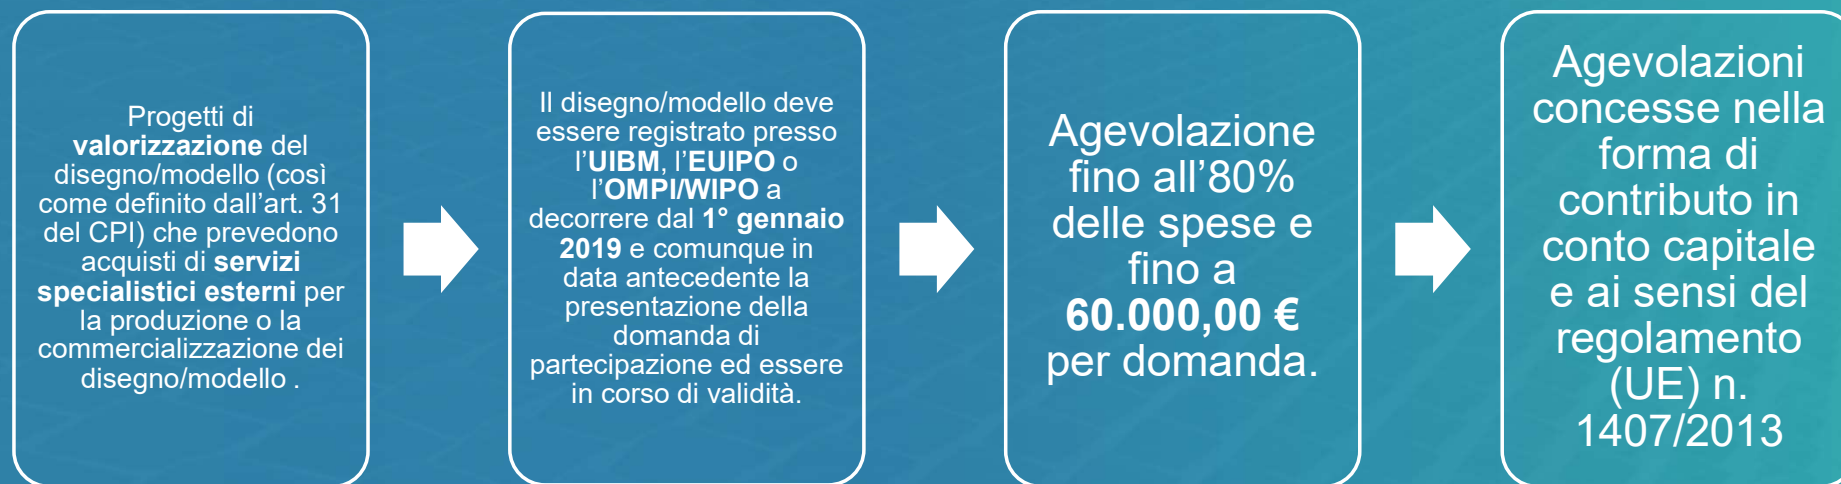 Progetti di
valorizzazione del
disegno/modello (così
come definito dall'art. 31
del CPI) che prevedono
acquisti di servizi
specialistici esterni per
la produzione o la
commercializzazione dei
disegno/modello .
Il disegno/modello deve
essere registrato presso
l'UIBM, l'EUIPO o
l'OMPI/WIPO a
decorrere dal 1° gennaio
2019 e comunque in
data antecedente la
presentazione della
domanda di
partecipazione ed essere
in corso di validità.
Agevolazione
fino all'80%
delle spese e
fino a
60.000,00 €
per domanda.
Agevolazioni
concesse nella
forma di
contributo in
conto capitale
e ai sensi del
regolamento
(UE) n.
1407/2013